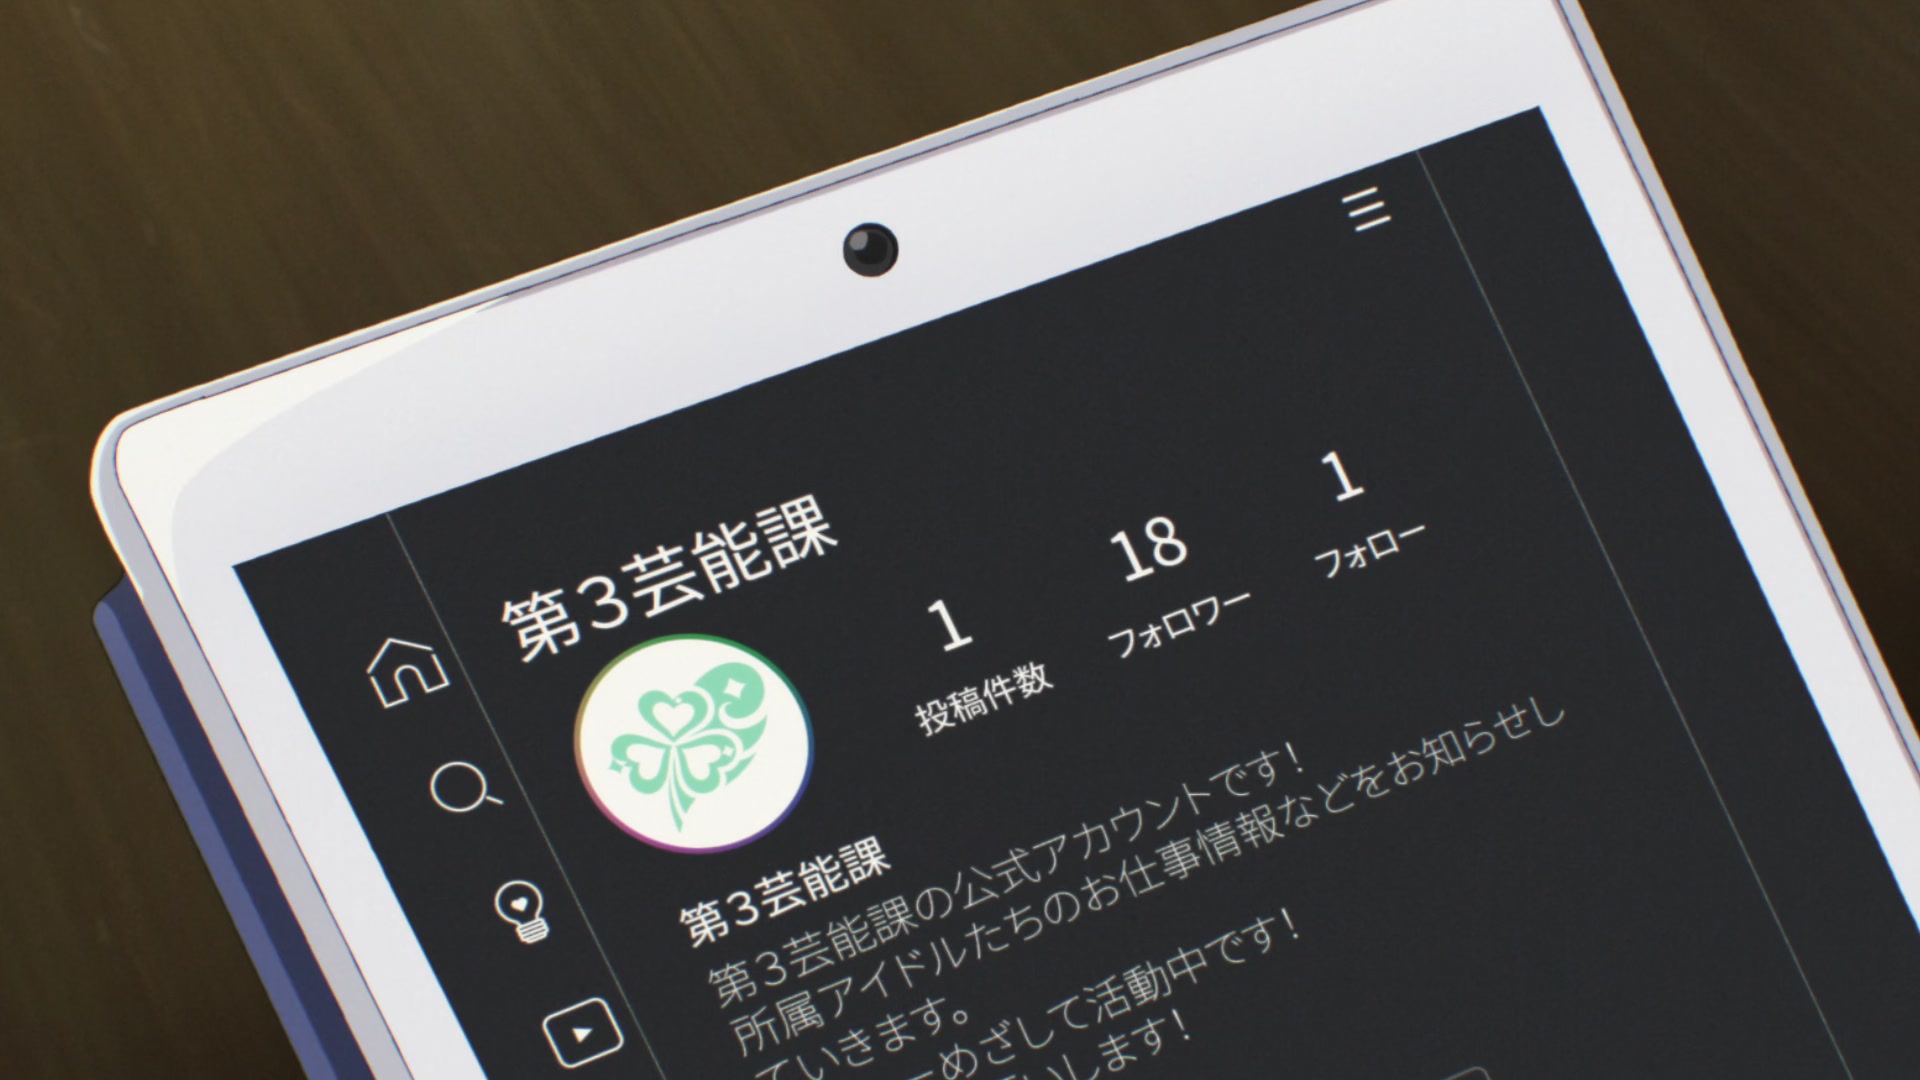 第3芸能課
1
投稿件数
18
フォロワー
1
フォロー
第3芸能課
第3芸能課の公式アカウントです!
所属アイドルたちのお仕事情報などをお知らせし
ていきます。
ーめざして活動中です!
します!